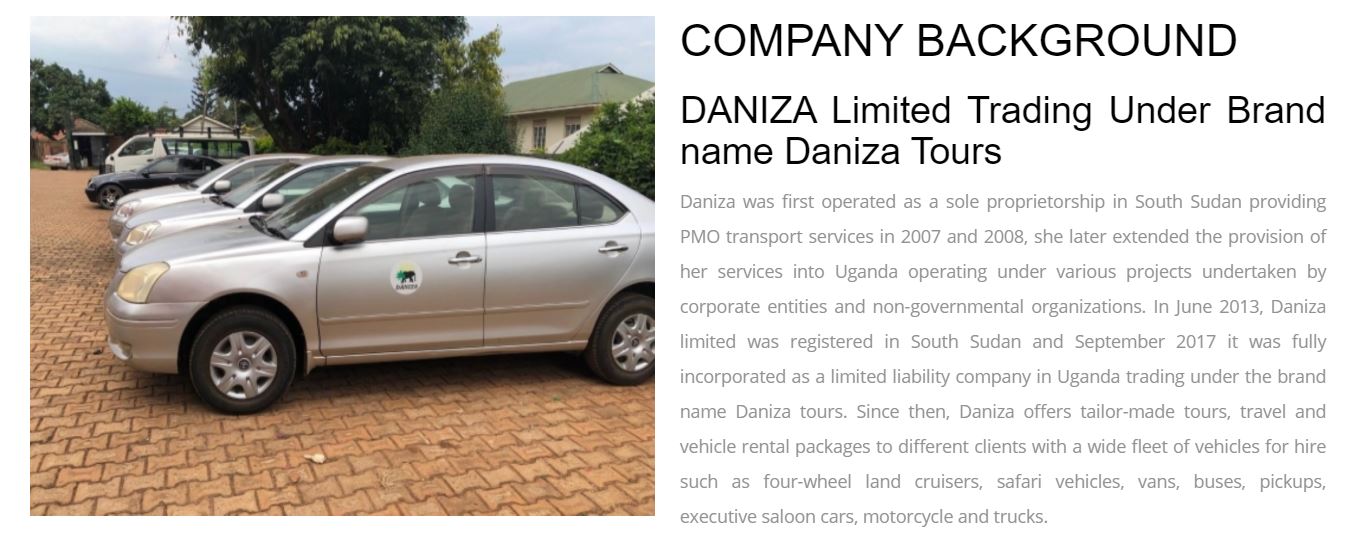 COMPANY BACKGROUND
DANIZA Limited Trading Under Brand
name Daniza Tours
Daniza was first operated as a sole proprietorship in South Sudan providing
PMO transport services in 2007 and 2008, she later extended the provision of
her services into Uganda operating under various projects undertaken by
corporate entities and non-governmental organizations. In June 2013, Daniza
limited was registered in South Sudan and September 2017 it was fully
incorporated as a limited liability company in Uganda trading under the brand
name Daniza tours. Since then, Daniza offers tailor-made tours, travel and
vehicle rental packages to different clients with a wide fleet of vehicles for hire
such as four-wheel land cruisers, safari vehicles, vans, buses, pickups,
executive saloon cars, motorcycle and trucks.
DANIZA